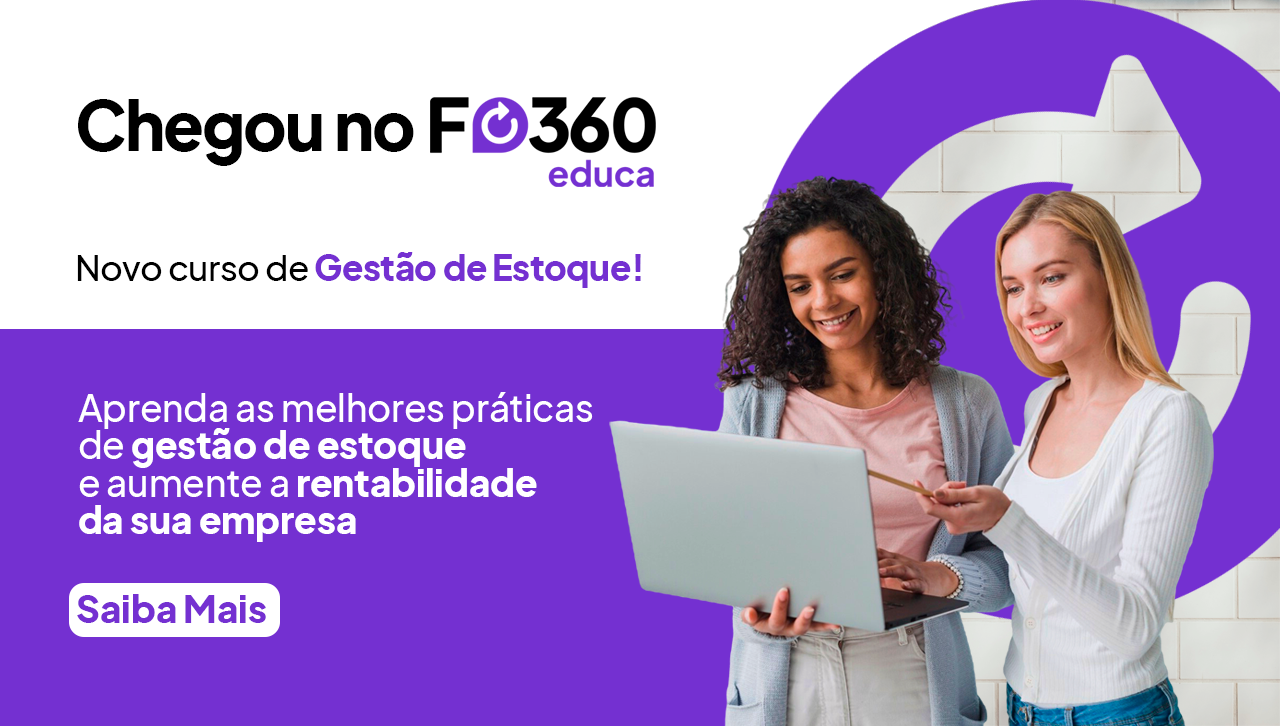 Chegou no FO360
educa
Novo curso de Gestão de Estoque!
Aprenda as melhores práticas
de gestão de estoque
e aumente a rentabilidade
da sua empresa
Saiba Mais